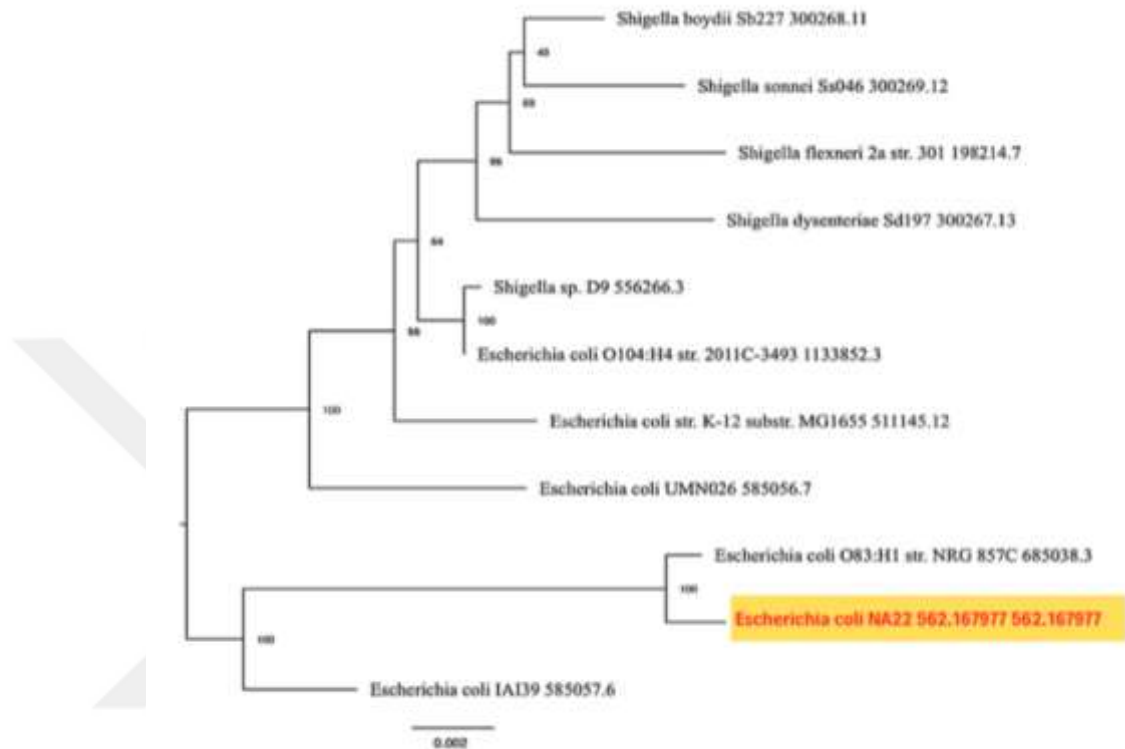 Shigella boydii Sb227 300268.11
40
Shigella sonnei Ss046 300269.12
Shigella flexneri 2a str. 301 198214.7
Shigella dysenteriae Sd197 300267.13
64
Shigella sp. D9 556266.3
100
Escherichia coli O104:H4 str. 2011C-3493 1133852.3
Escherichia coli str. K-12 substr. MG1655 511145.12
100
Escherichia coli UMN026 585056.7
Escherichia coli O83:H1 str. NRG 857C 685038.3
100
Escherichia coli NA22 562.167977 562.167977
100
Escherichia coli IAI39 585057.6
0.002